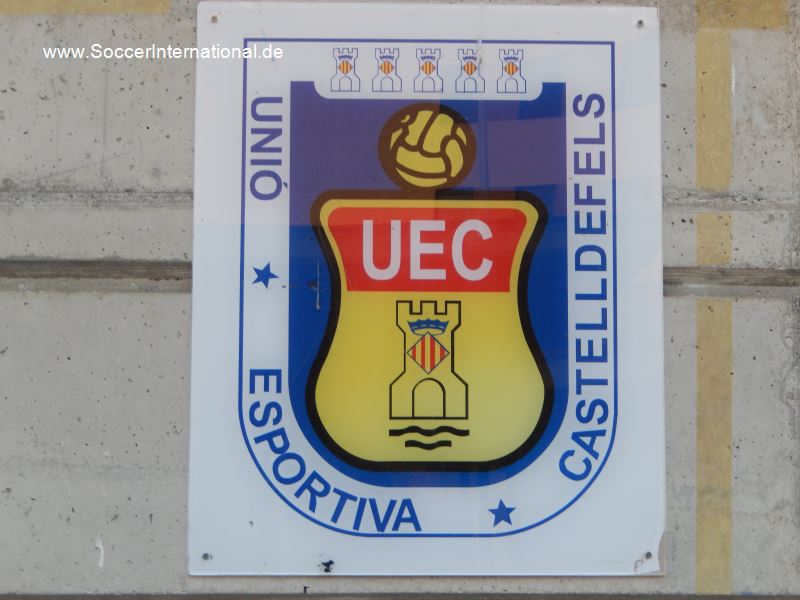 www.SoccerInternational.de
UNIÓ ★ ESPORTIVA ★ CASTELLDEFELS
UEC